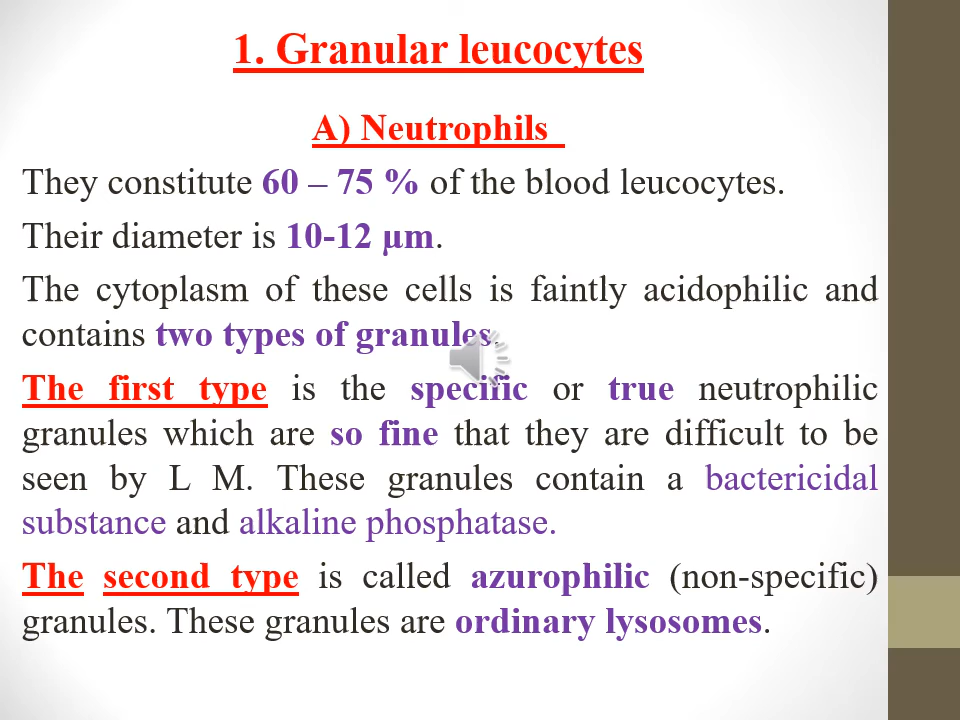 1. Granular leucocytes
A) Neutrophils
They constitute 60 – 75 % of the blood leucocytes.
Their diameter is 10-12 µm.
The cytoplasm of these cells is faintly acidophilic and
contains two types of granules.
The first type is the specific or true neutrophilic
granules which are so fine that they are difficult to be
seen by L M. These granules contain a bactericidal
substance and alkaline phosphatase.
The second type is called azurophilic (non-specific)
granules. These granules are ordinary lysosomes.